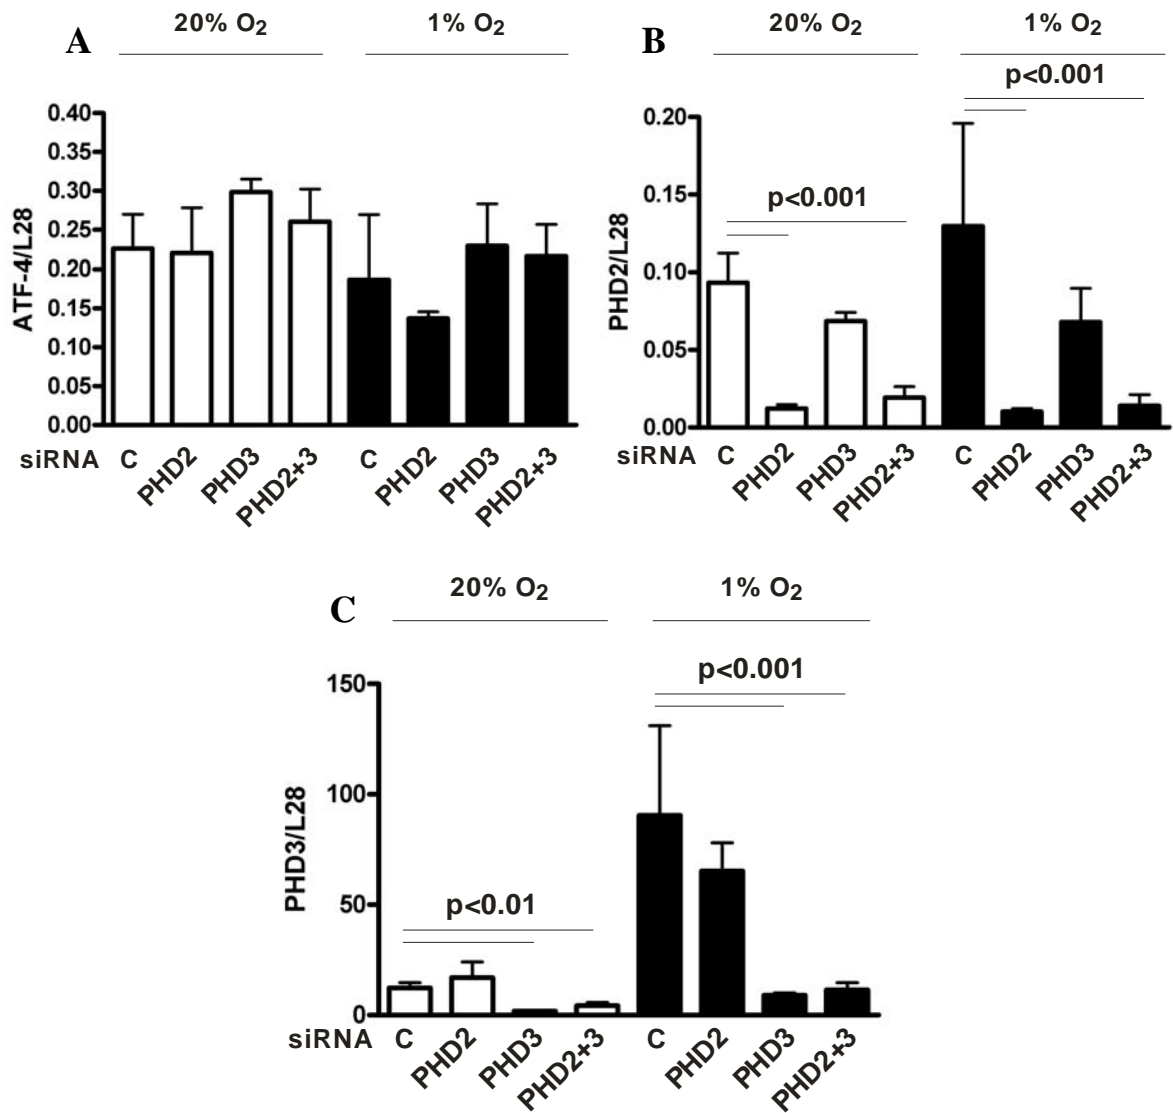 A
20% O2
1% O2
ATF-4/L28
0.40
0.35
0.30
0.25
0.20
0.15
0.10
0.05
0.00
siRNA C PHD2 PHD3 PHD2+3 C PHD2 PHD3 PHD2+3
B
20% O2
1% O2
p<0.001
p<0.001
PHD2/L28
0.20
0.15
0.10
0.05
0.00
siRNA C PHD2 PHD3 PHD2+3 C PHD2 PHD3 PHD2+3
C
20% O2
1% O2
p<0.001
p<0.01
PHD3/L28
150
100
50
0
siRNA C PHD2 PHD3 PHD2+3 C PHD2 PHD3 PHD2+3